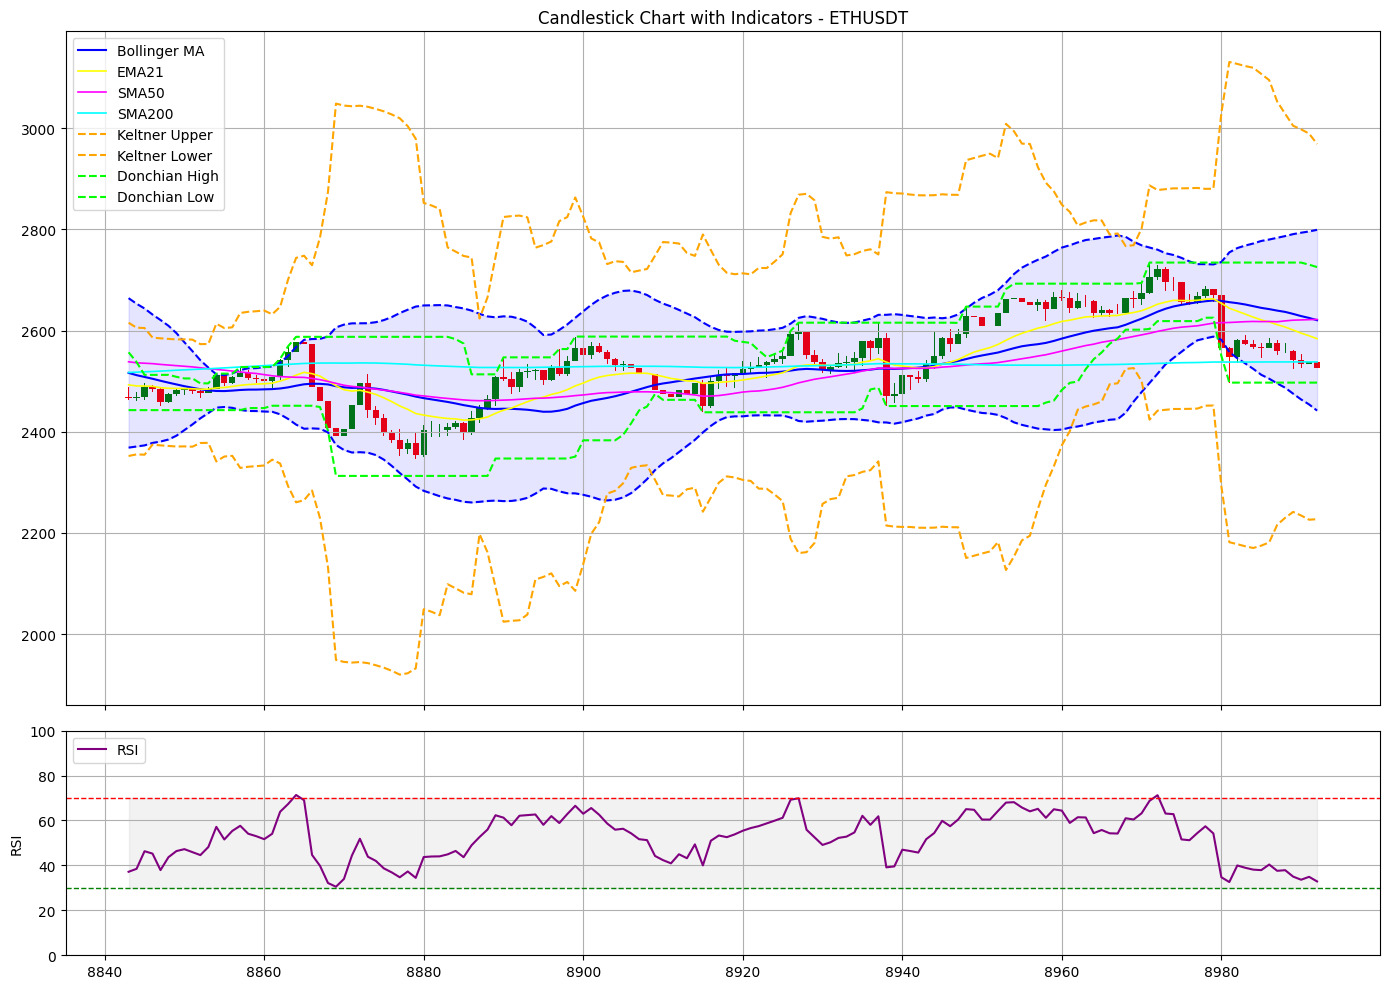 Candlestick Chart with Indicators - ETHUSDT
Bollinger MA
EMA21
SMA50
SMA200
Keltner Upper
Keltner Lower
Donchian High
Donchian Low
3000
2800
2600
2400
2200
2000
RSI
100
80
60
40
20
0
RSI
8840 8860 8880 8900 8920 8940 8960 8980